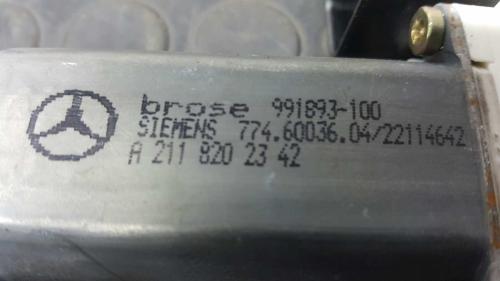 brose 991893-100
SIEMENS 774.60036.04/22114642
A 211 820 23 42